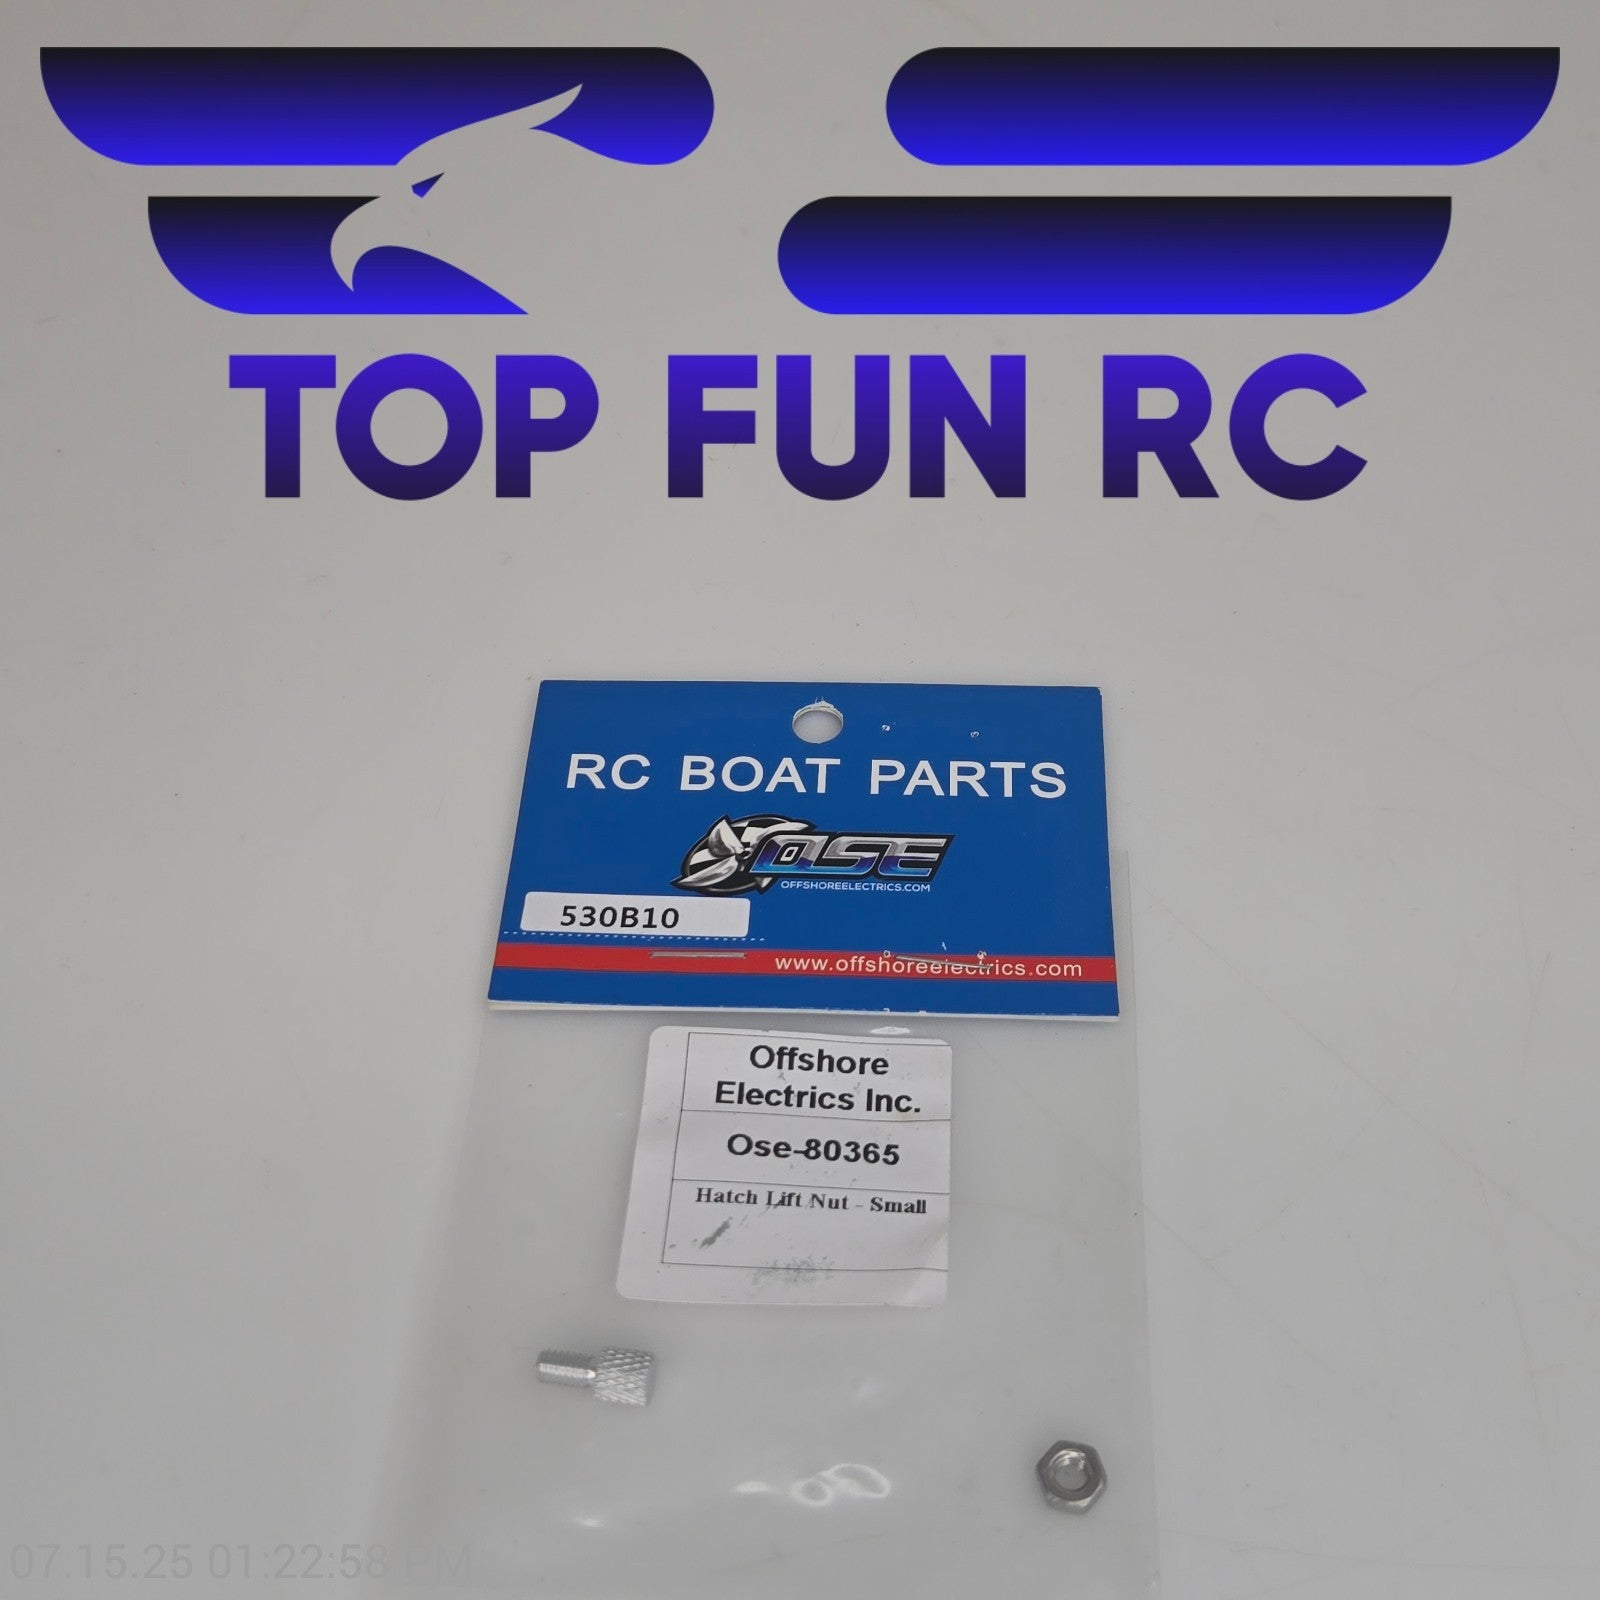 TOP FUN RC
RC BOAT PARTS
OSE
OFFSHOREELECTRICS.COM
530B10
www.offshoreelectrics.com
Offshore
Electrics Inc.
Ose-80365
Hatch Lift Nut - Small
07.15.25 01:22:58 PM